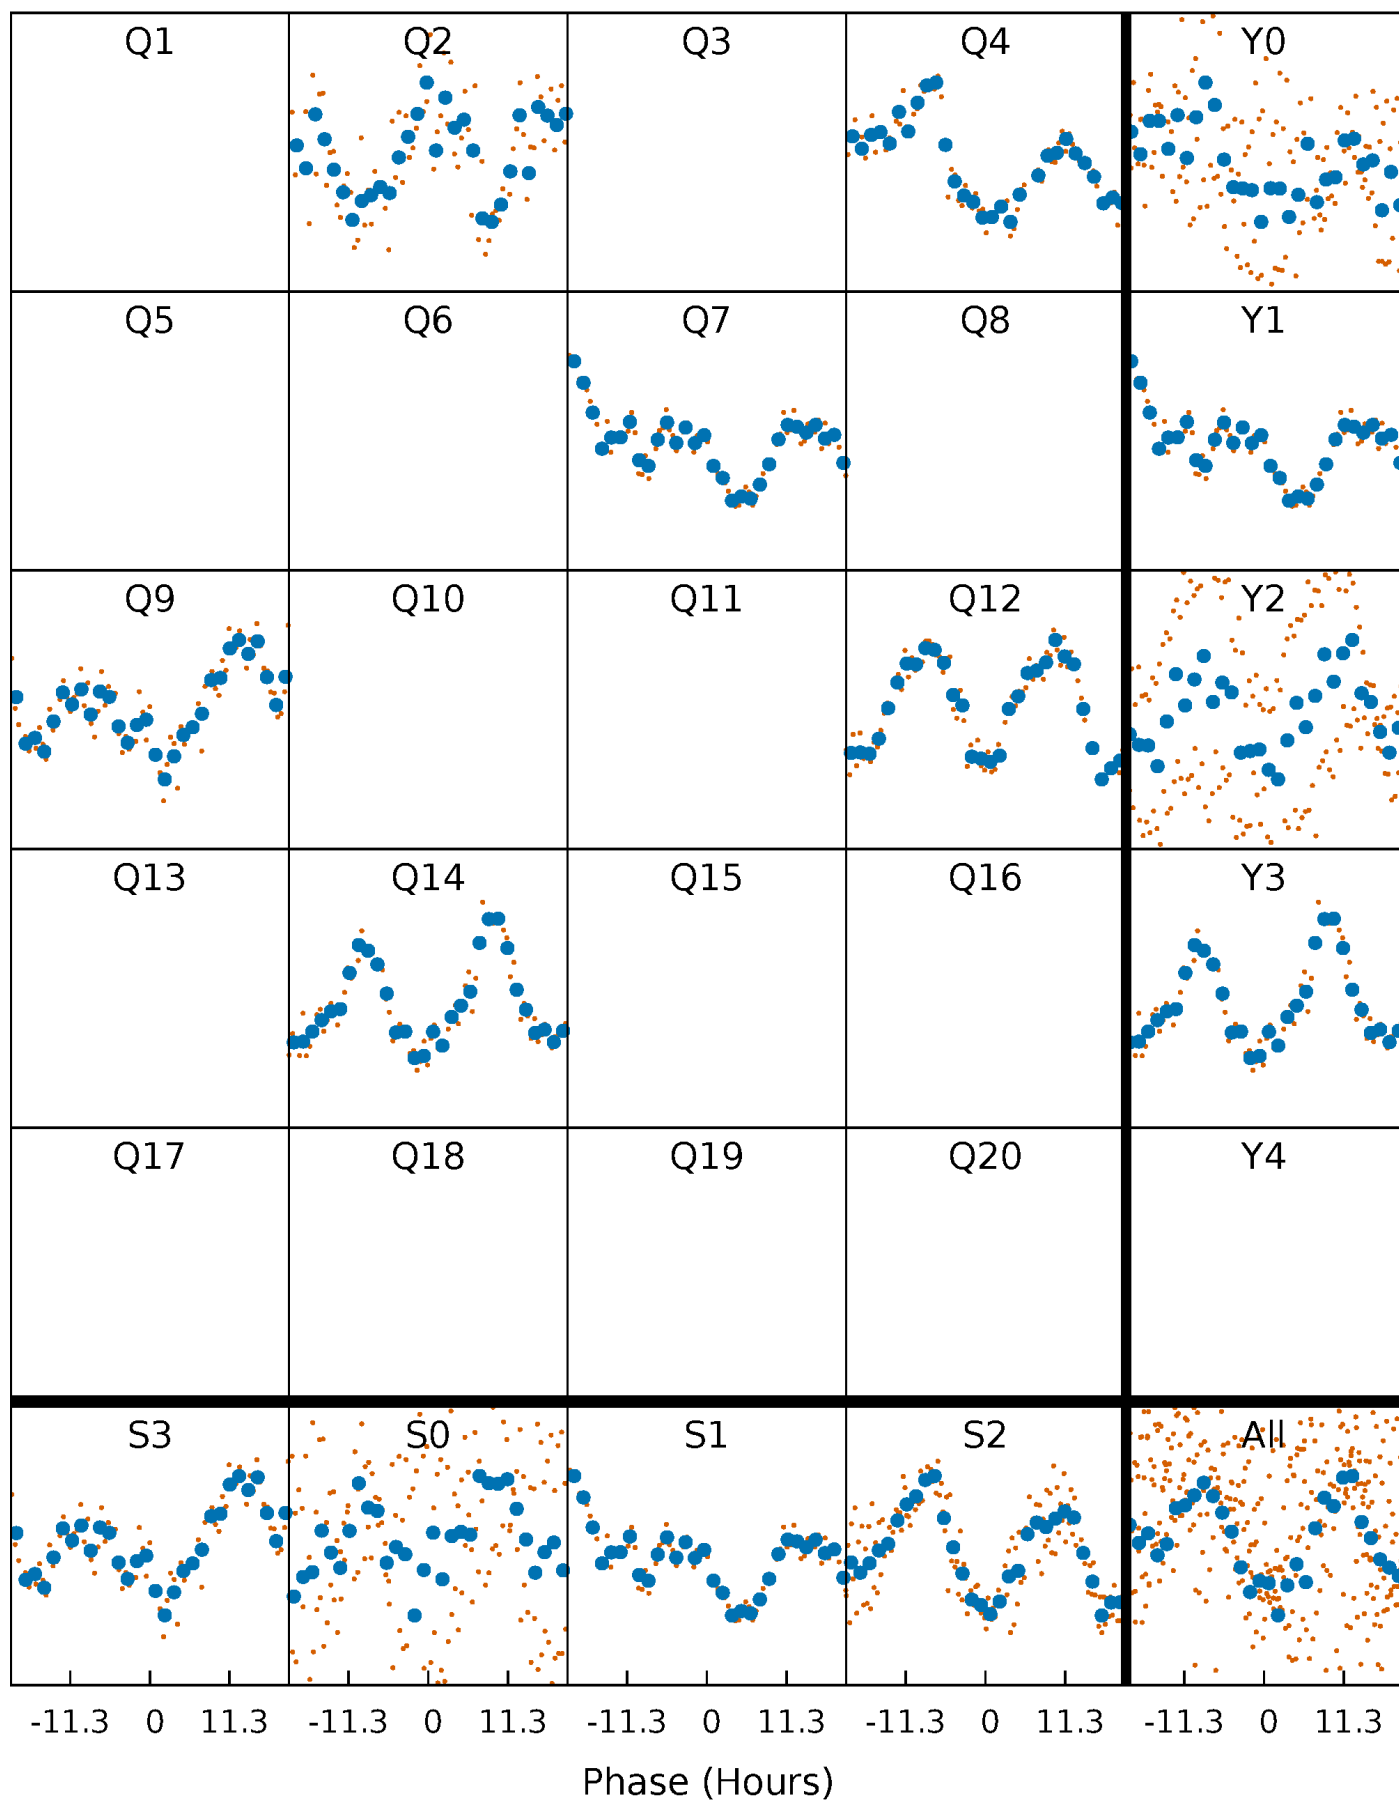 Q1 Q2 Q3 Q4 Y0
Q5 Q6 Q7 Q8 Y1
Q9 Q10 Q11 Q12 Y2
Q13 Q14 Q15 Q16 Y3
Q17 Q18 Q19 Q20 Y4
S3 S0 S1 S2 All
-11.3 0 11.3 -11.3 0 11.3 -11.3 0 11.3 -11.3 0 11.3 -11.3 0 11.3
Phase (Hours)